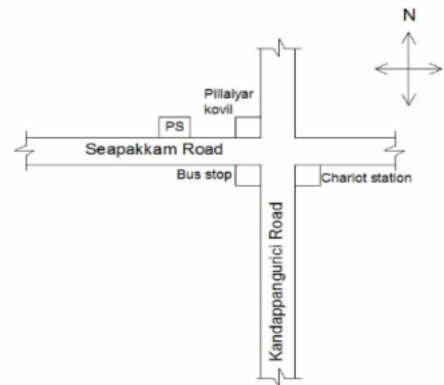 N
Pillaiyar
kovil
PS
Seapakkam Road
Bus stop
Chariot station
Kandappangurici Road